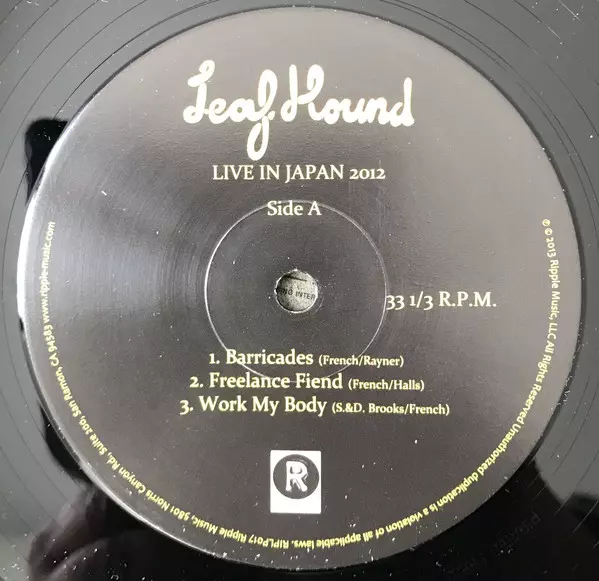 Leaf Hound
LIVE IN JAPAN 2012
Side A
33 1/3 R.P.M.
1. Barricades (French/Rayner)
2. Freelance Fiend (French/Halls)
3. Work My Body (S.&D. Brooks/French)
R
© ℗ 2013 Ripple Music, LLC All Rights Reserved Unauthorized duplication is a violation of all applicable laws. RIPLP017 Ripple Music, 5801 Norris Canyon Rd, Suite 200, San Ramon, CA 94583 www.ripple-music.com